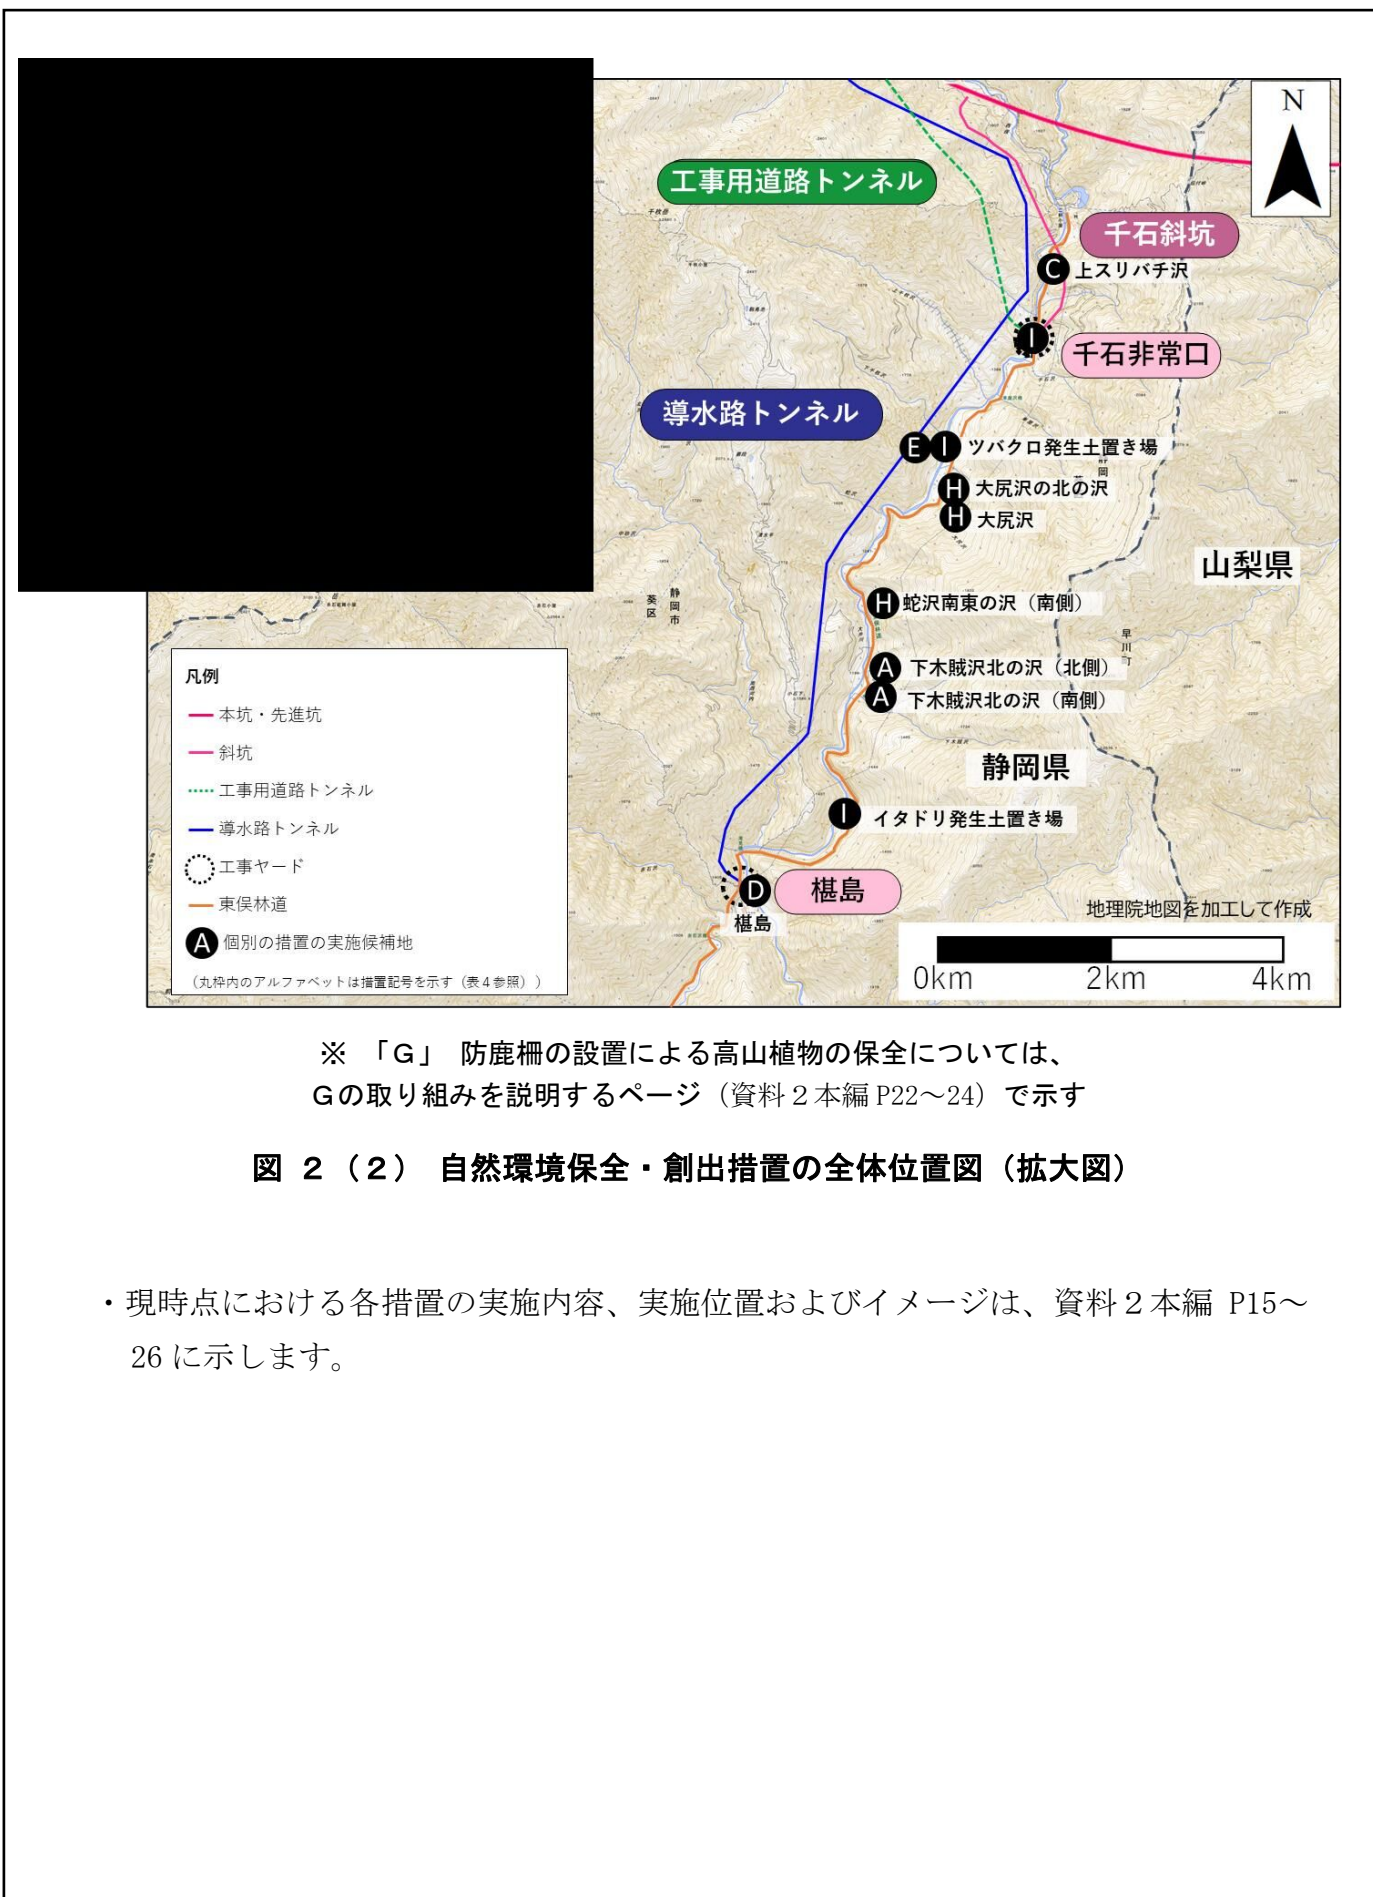 N
工事用道路トンネル
千石斜坑
C 上スリバチ沢
I
千石非常口
導水路トンネル
E I ツバクロ発生土置き場
H 大尻沢の北の沢
H 大尻沢
山梨県
静岡市
葵区
H 蛇沢南東の沢（南側）
早川町
A 下木賊沢北の沢（北側）
A 下木賊沢北の沢（南側）
静岡県
I イタドリ発生土置き場
D 椹島
椹島
凡例
本坑・先進坑
斜坑
工事用道路トンネル
導水路トンネル
工事ヤード
東俣林道
A 個別の措置の実施候補地
（丸枠内のアルファベットは措置記号を示す（表４参照））
地理院地図を加工して作成
0km 2km 4km
※ 「Ｇ」 防鹿柵の設置による高山植物の保全については、
Ｇの取り組みを説明するページ（資料２本編 P22～24）で示す
図 ２（２） 自然環境保全・創出措置の全体位置図（拡大図）
・現時点における各措置の実施内容、実施位置およびイメージは、資料２本編 P15～
26 に示します。